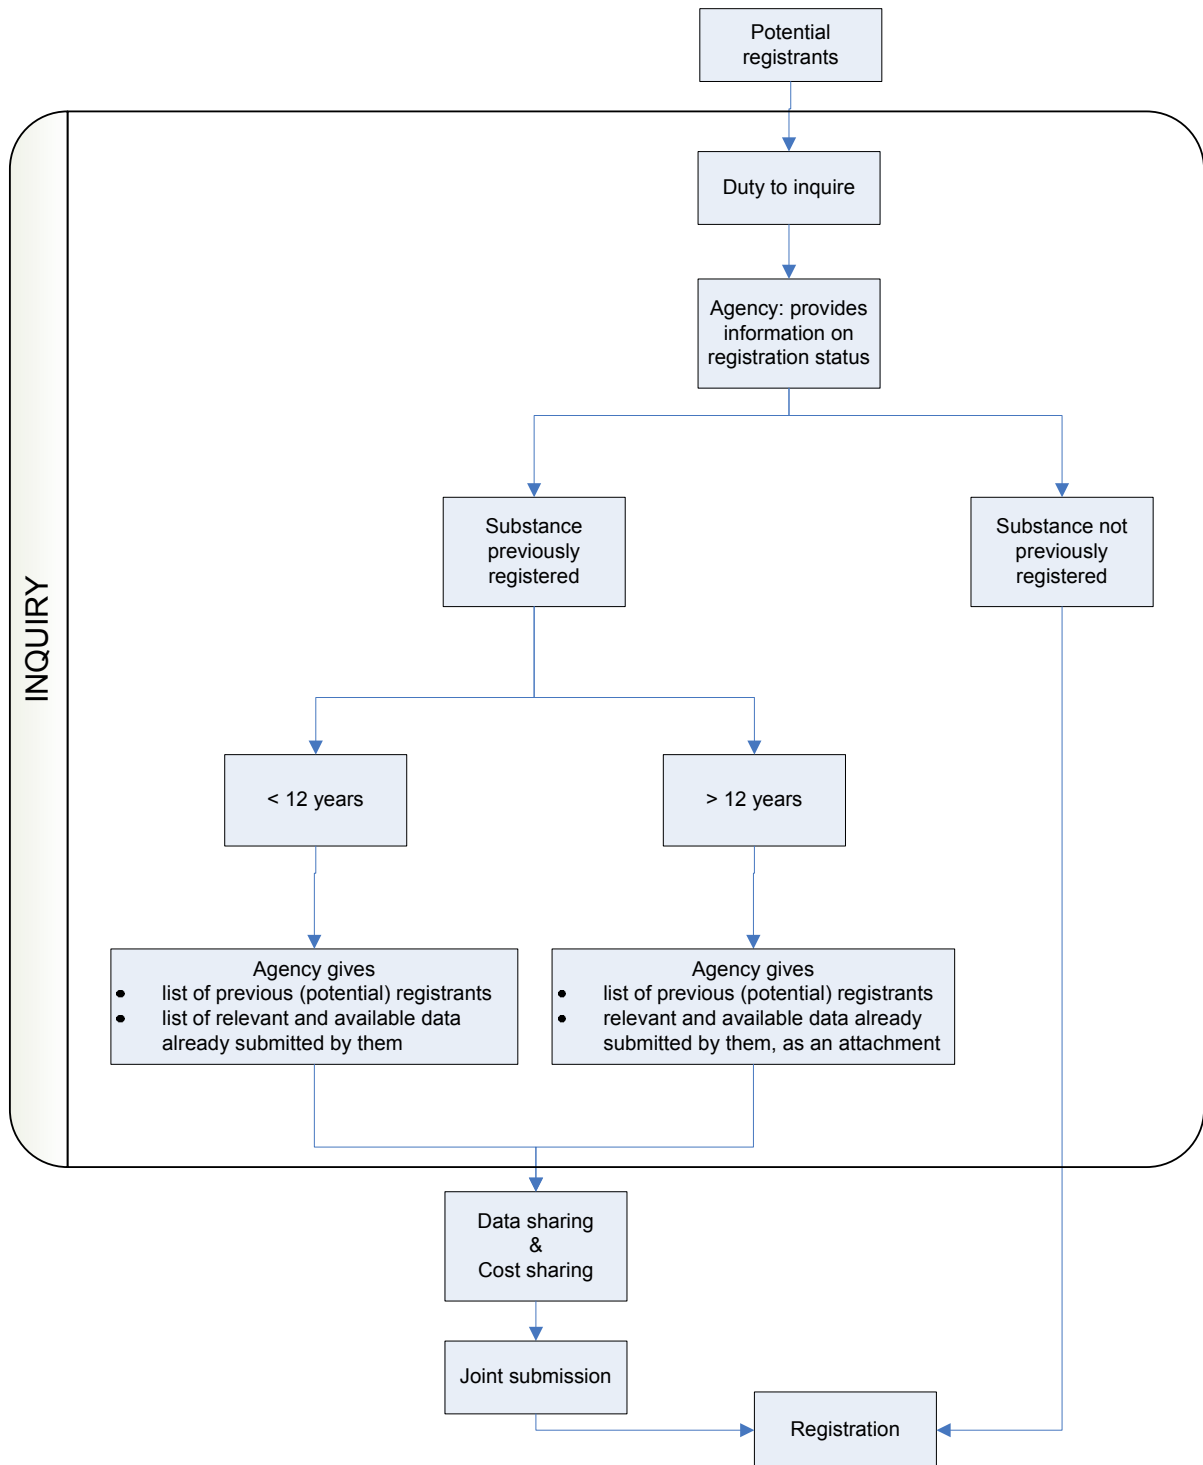 Potential
registrants
Duty to inquire
Agency: provides
information on
registration status
Substance
previously
registered
Substance not
previously
registered
INQUIRY
< 12 years
> 12 years
Agency gives
• list of previous (potential) registrants
• list of relevant and available data
already submitted by them
Agency gives
• list of previous (potential) registrants
• relevant and available data already
submitted by them, as an attachment
Data sharing
&
Cost sharing
Joint submission
Registration